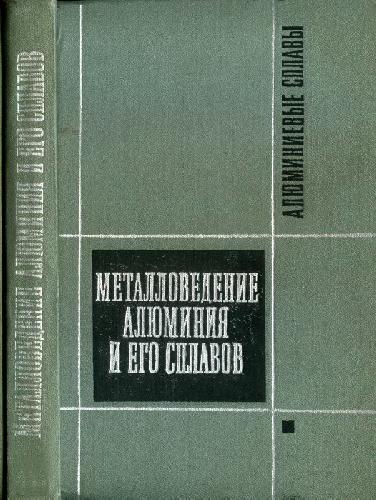 МЕТАЛЛОВЕДЕНИЕ АЛЮМИНИЯ И ЕГО СПЛАВОВ
АЛЮМИНИЕВЫЕ СПЛАВЫ
МЕТАЛЛОВЕДЕНИЕ
АЛЮМИНИЯ
И ЕГО СПЛАВОВ